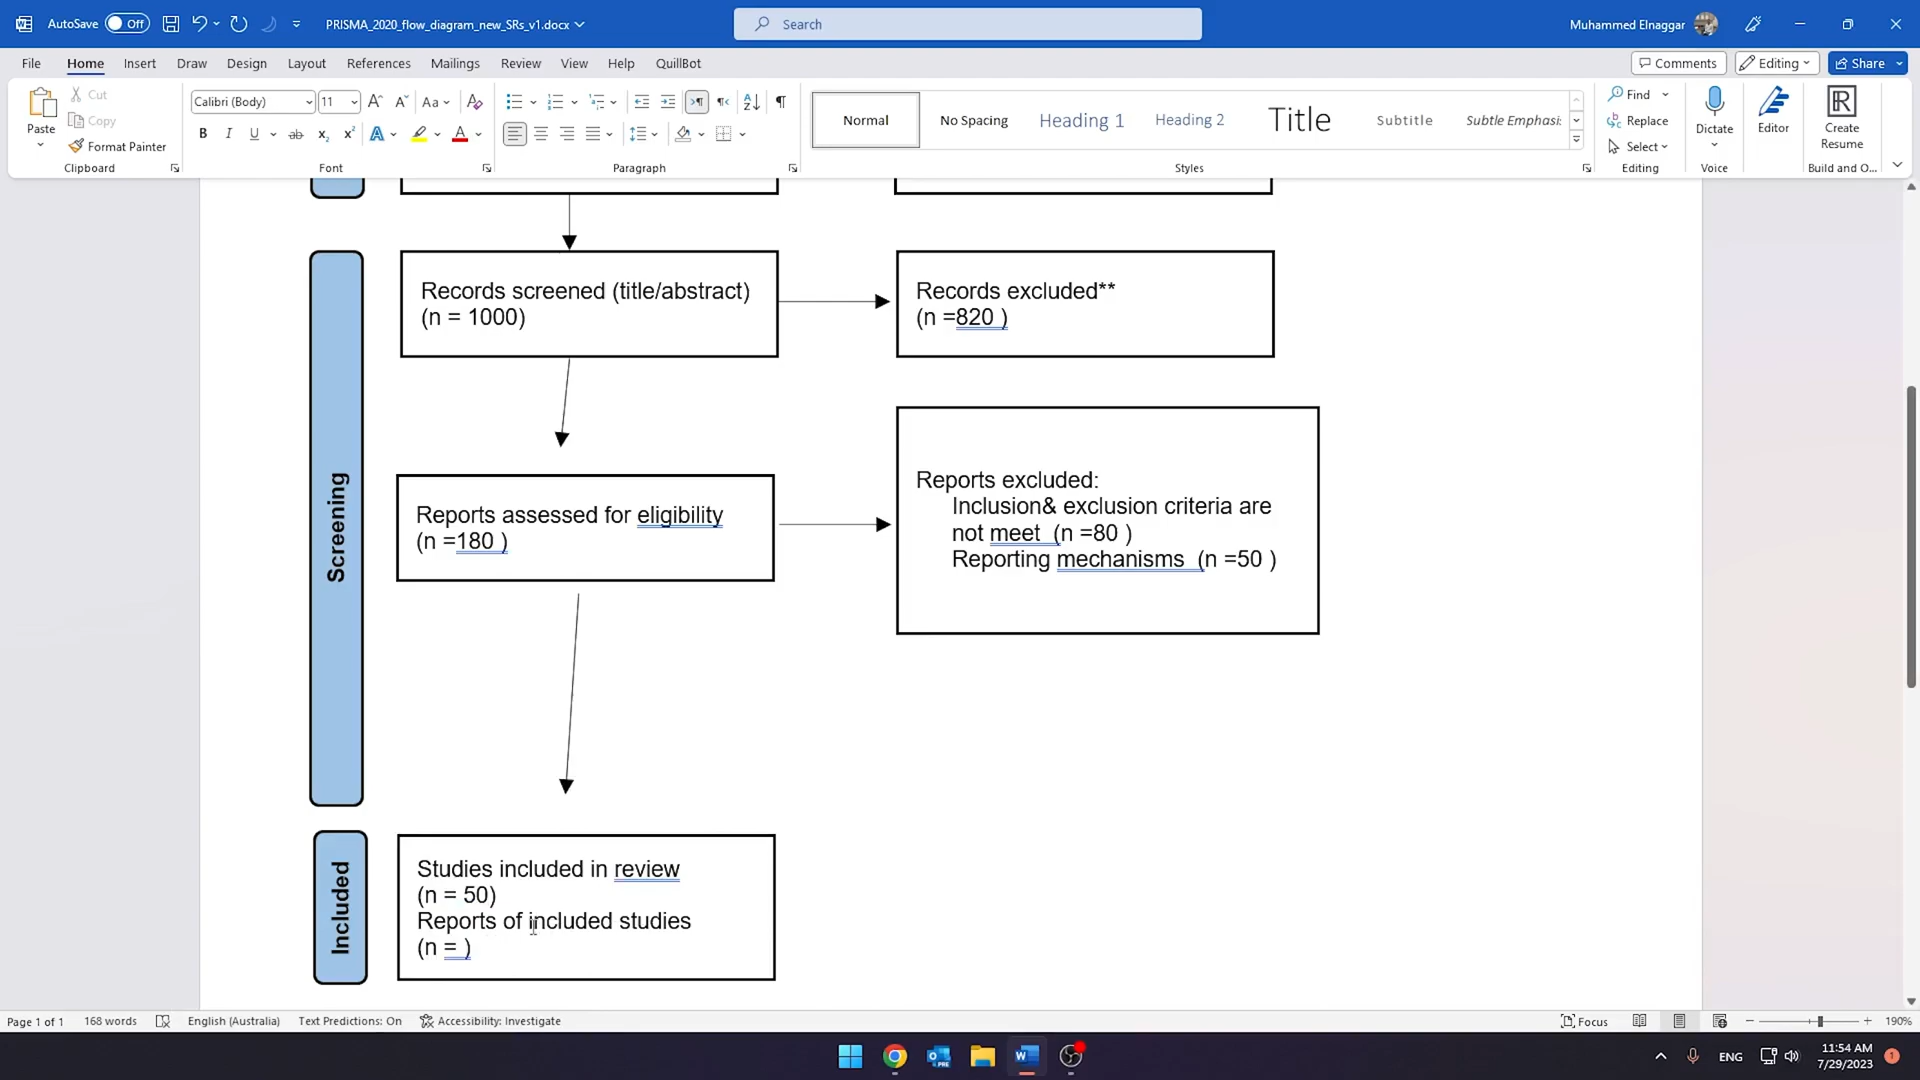 AutoSave Off PRISMA_2020_flow_diagram_new_SRs_v1.docx Search Muhammed Elnaggar
File Home Insert Draw Design Layout References Mailings Review View Help QuillBot Comments Editing Share
Paste Cut Copy Format Painter
Calibri (Body) 11
Normal No Spacing Heading 1 Heading 2 Title Subtitle Subtle Emphasi:
Find Replace Select
Dictate Editor Create Resume
Clipboard Font Paragraph Styles Editing Voice Build and O...
Records screened (title/abstract)
(n = 1000)
Records excluded**
(n =820 )
Screening
Reports assessed for eligibility
(n =180 )
Reports excluded:
Inclusion& exclusion criteria are
not meet (n =80 )
Reporting mechanisms (n =50 )
Included
Studies included in review
(n = 50)
Reports of included studies
(n = )
Page 1 of 1 168 words English (Australia) Text Predictions: On Accessibility: Investigate Focus 190%
ENG 11:54 AM 1
7/29/2023